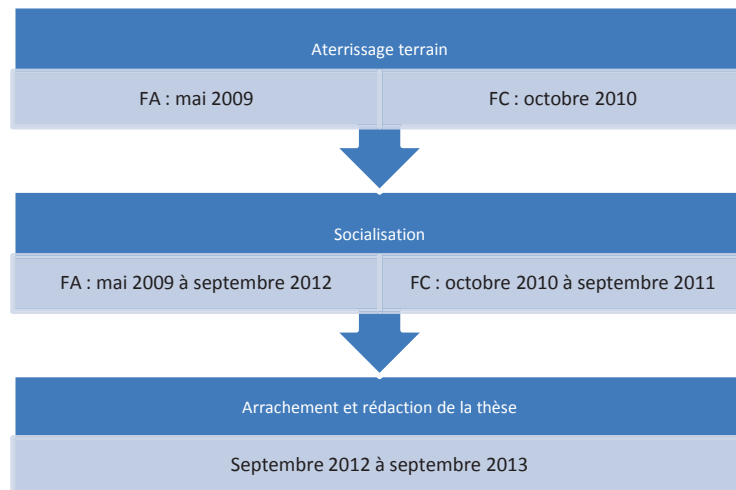 Aterrissage terrain
FA : mai 2009
FC : octobre 2010
Socialisation
FA : mai 2009 à septembre 2012
FC : octobre 2010 à septembre 2011
Arrachement et rédaction de la thèse
Septembre 2012 à septembre 2013